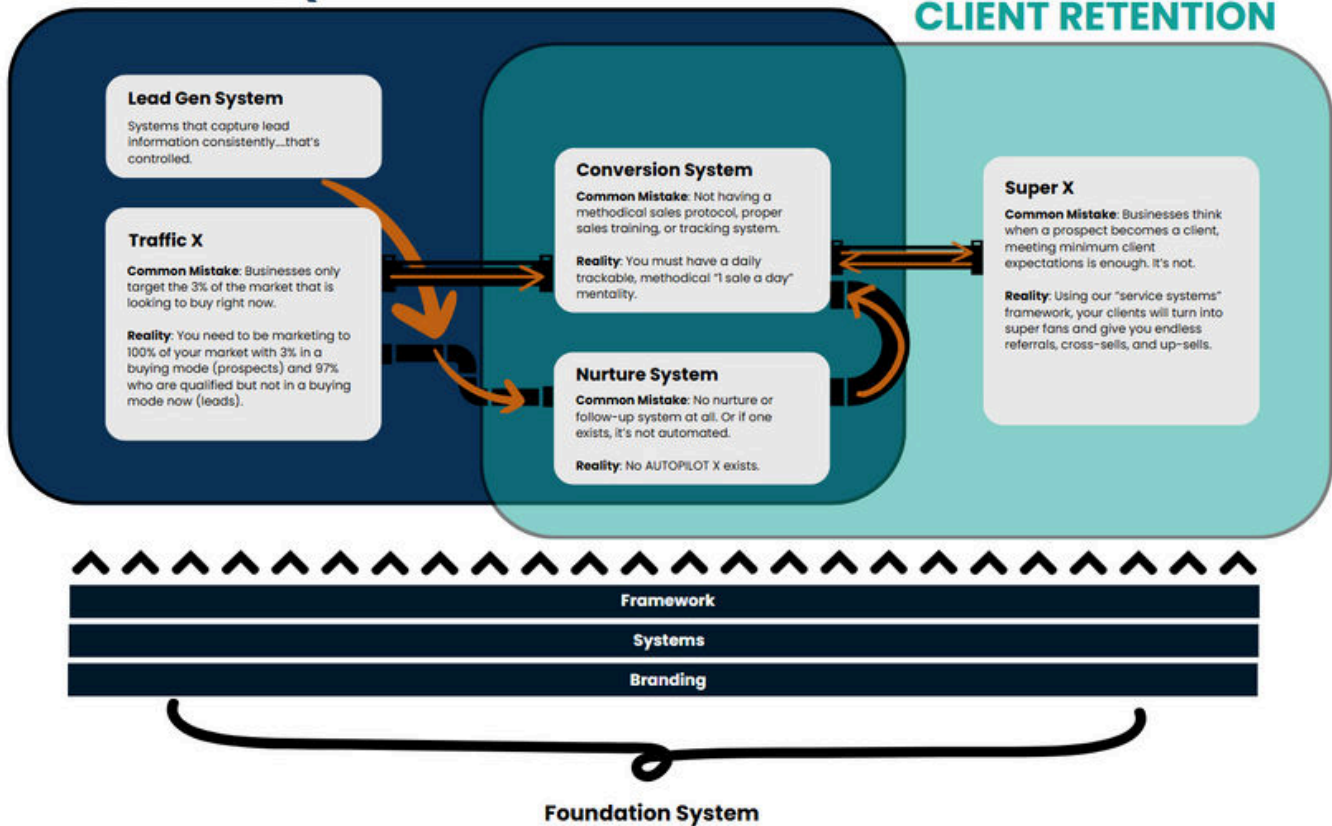 CLIENT RETENTION
Lead Gen System
Systems that capture lead
information consistently....that's
controlled.
Traffic X
Common Mistake: Businesses only
target the 3% of the market that is
looking to buy right now.
Reality: You need to be marketing to
100% of your market with 3% in a
buying mode (prospects) and 97%
who are qualified but not in a buying
mode now (leads).
Conversion System
Common Mistake: Not having a
methodical sales protocol, proper
sales training, or tracking system.
Reality: You must have a daily
trackable, methodical “1 sale a day”
mentality.
Nurture System
Common Mistake: No nurture or
follow-up system at all. Or if one
exists, it's not automated.
Reality: No AUTOPILOT X exists.
Super X
Common Mistake: Businesses think
when a prospect becomes a client,
meeting minimum client
expectations is enough. It's not.
Reality: Using our “service systems”
framework, your clients will turn into
super fans and give you endless
referrals, cross-sells, and up-sells.
Framework
Systems
Branding
Foundation System